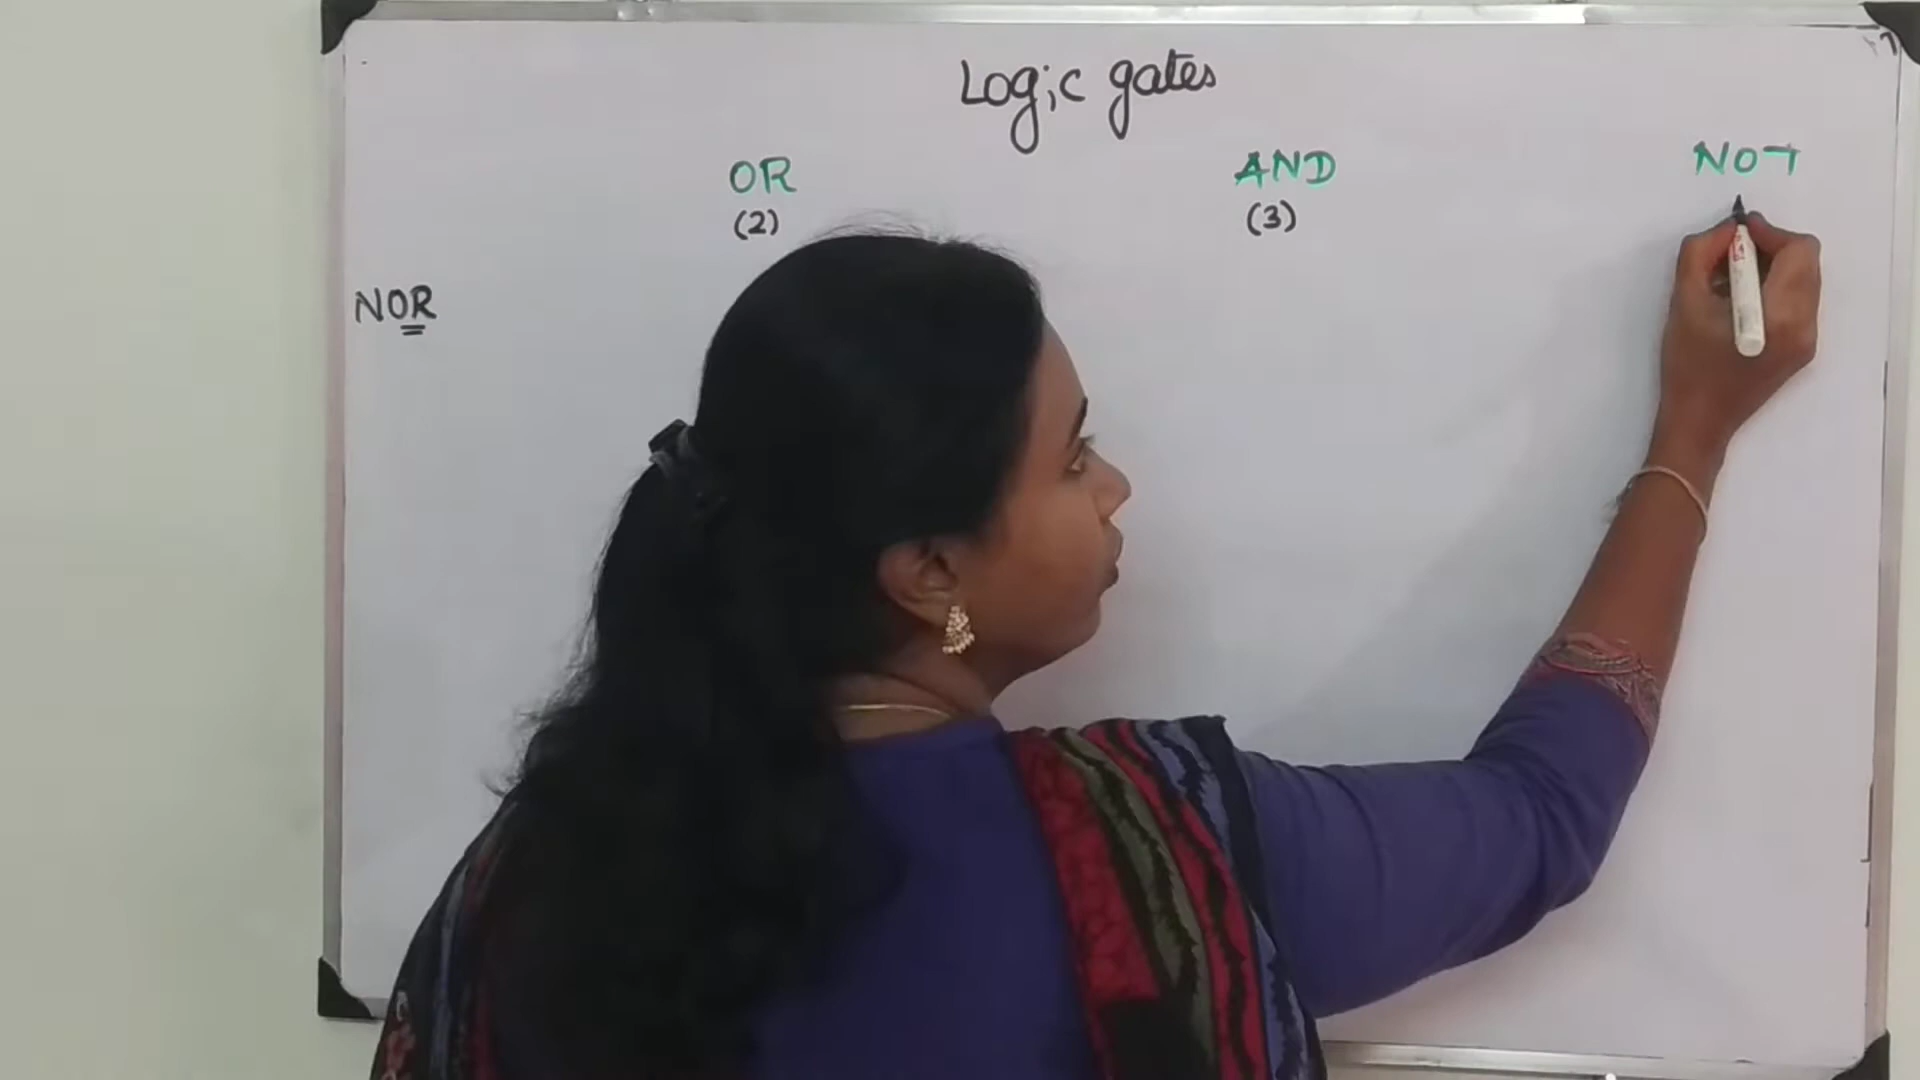 Logic gates
OR AND NOT
(2) (3)
NOR